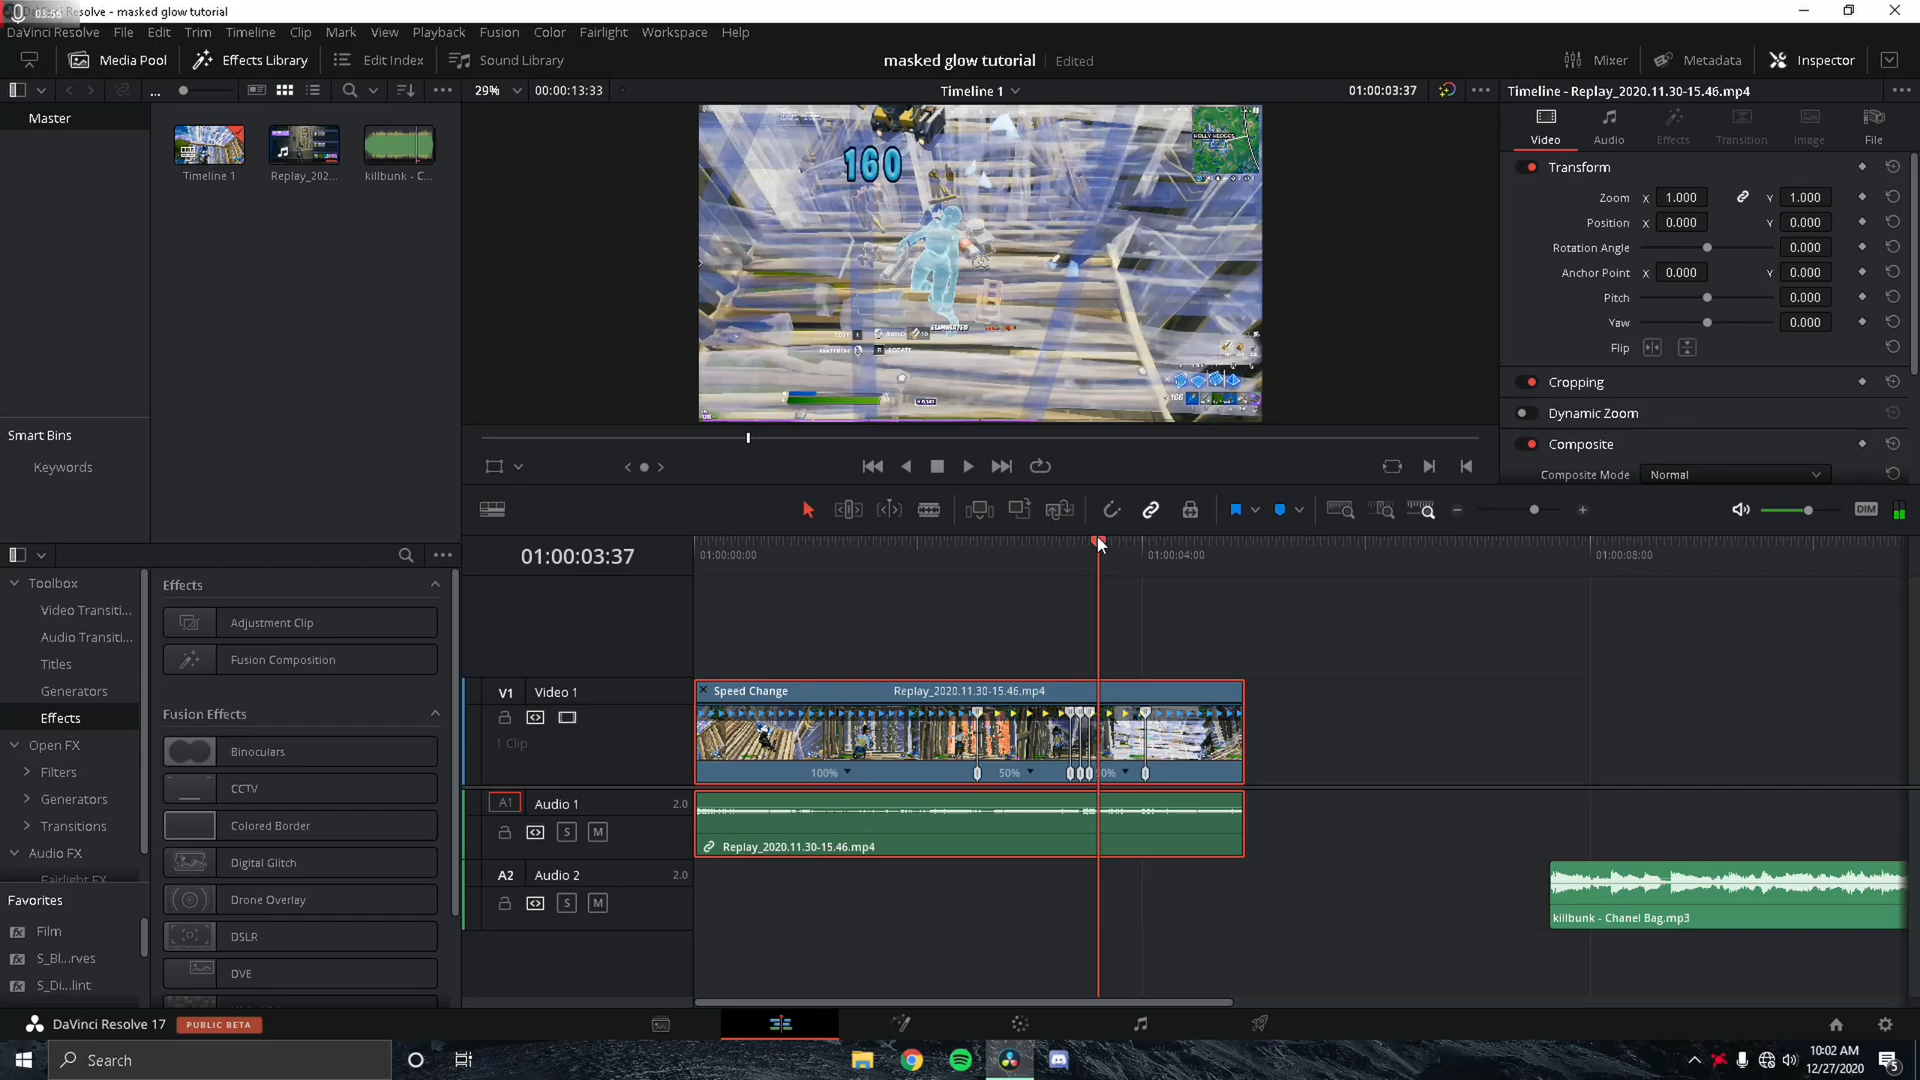 03:56
DaVinci Resolve - masked glow tutorial
DaVinci Resolve File Edit Trim Timeline Clip Mark View Playback Fusion Color Fairlight Workspace Help
Media Pool Effects Library Edit Index Sound Library
masked glow tutorial Edited
Mixer Metadata Inspector
29% 00:00:13:33 Timeline 1 01:00:03:37
Timeline - Replay_2020.11.30-15.46.mp4
Master
Timeline 1
Replay_202...
killbunk - C...
160
HOLLY HEDGES
ELIMINATED
ROTATE
Video Audio Effects Transition Image File
Transform
Zoom X 1.000 Y 1.000
Position X 0.000 Y 0.000
Rotation Angle 0.000
Anchor Point X 0.000 Y 0.000
Pitch 0.000
Yaw 0.000
Flip
Cropping
Dynamic Zoom
Composite
Composite Mode Normal
Smart Bins
Keywords
DIM
01:00:03:37
01:00:00:00 01:00:04:00 01:00:08:00
Toolbox
Video Transiti...
Audio Transiti...
Titles
Generators
Effects
Open FX
Filters
Generators
Transitions
Audio FX
Fairlight FX
Favorites
Film
S_Bl...rves
S_Di...lint
Effects
Adjustment Clip
Fusion Composition
Fusion Effects
Binoculars
CCTV
Colored Border
Digital Glitch
Drone Overlay
DSLR
DVE
V1 Video 1
1 Clip
Speed Change Replay_2020.11.30-15.46.mp4
100% 50% 0%
A1 Audio 1 2.0
S M
Replay_2020.11.30-15.46.mp4
A2 Audio 2 2.0
S M
killbunk - Chanel Bag.mp3
DaVinci Resolve 17 PUBLIC BETA
Search
10:02 AM
12/27/2020
5